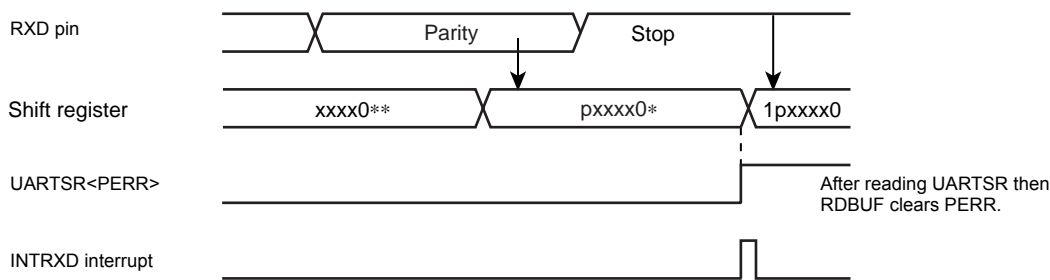 RXD pin
Parity
Stop
Shift register
xxxx0**
pxxxx0*
1pxxxx0
UARTSR<PERR>
After reading UARTSR then
RDBUF clears PERR.
INTRXD interrupt